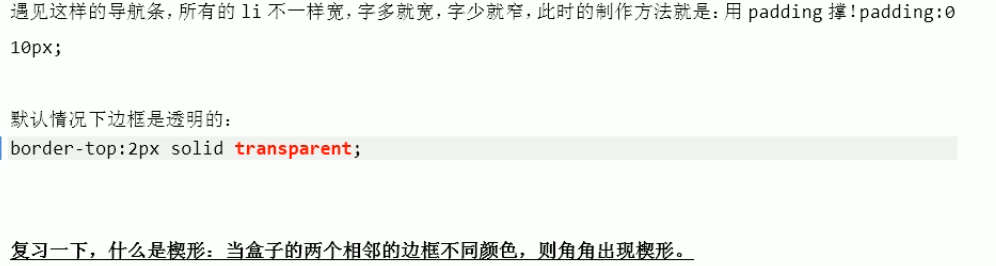 遇见这样的导航条,所有的 li 不一样宽,字多就宽,字少就窄,此时的制作方法就是:用 padding 撑!padding:0
10px;
默认情况下边框是透明的:
border-top:2px solid transparent;
复习一下，什么是楔形：当盒子的两个相邻的边框不同颜色，则角角出现楔形。